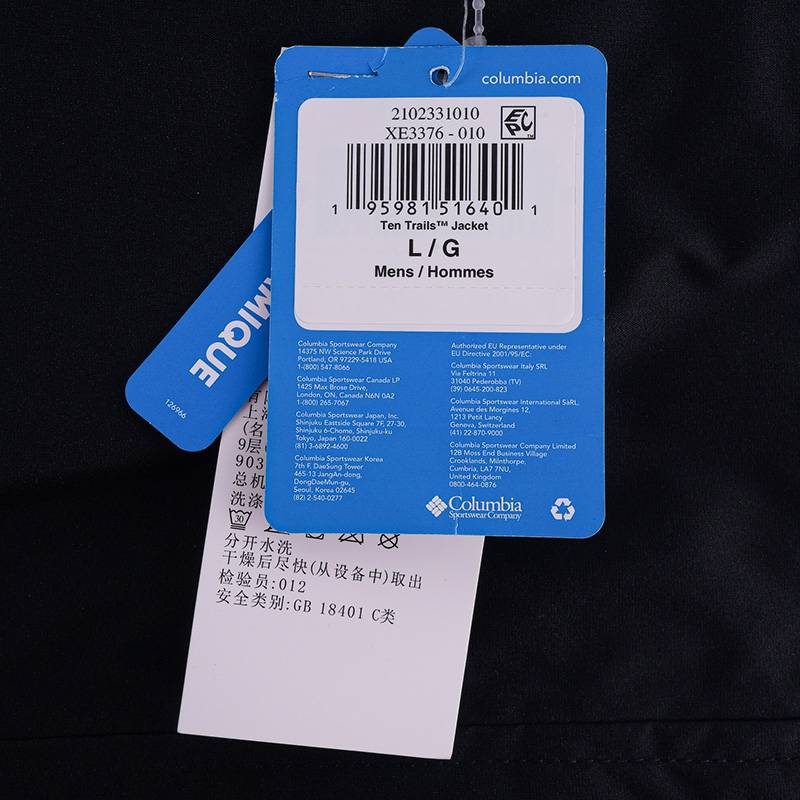 columbia.com
2102331010
XE3376 - 010
EPC™
1 95981 51640 1
Ten Trails™ Jacket
L / G
Mens / Hommes
Columbia Sportswear Company
14375 NW Science Park Drive
Portland, OR 97229-5418 USA
1-(800) 547-8066
Columbia Sportswear Canada LP
1425 Max Brose Drive,
London, ON, Canada N6N 0A2
1-(800) 265-7067
Columbia Sportswear Japan, Inc.
Shinjuku Eastside Square 7F, 27-30,
Shinjuku 6-Chome, Shinjuku-ku
Tokyo, Japan 160-0022
(81) 3-6892-4600
Columbia Sportswear Korea
7th F. DaeSung Tower
465-13 JangAn-dong,
DongDaeMun-gu,
Seoul, Korea 02645
(82) 2-540-0277
Authorized EU Representative under
EU Directive 2001/95/EC.
Columbia Sportswear Italy SRL
Via Feltrina 11
31040 Pederobba (TV)
(39) 0645-200-823
Columbia Sportswear International SàRL
Avenue des Morgines 12,
1213 Petit Lancy
Geneva, Switzerland
(41) 22-870-9000
Columbia Sportswear Company Limited
12B Moss End Business Village
Crooklands, Milnthorpe,
Cumbria, LA7 7NU,
United Kingdom
0800-464-0876
Columbia
Sportswear Company
MIQUE
126966
上海
(名
9层
903
总机
洗涤
30
分开水洗
干燥后尽快(从设备中)取出
检验员:012
安全类别:GB 18401 C类